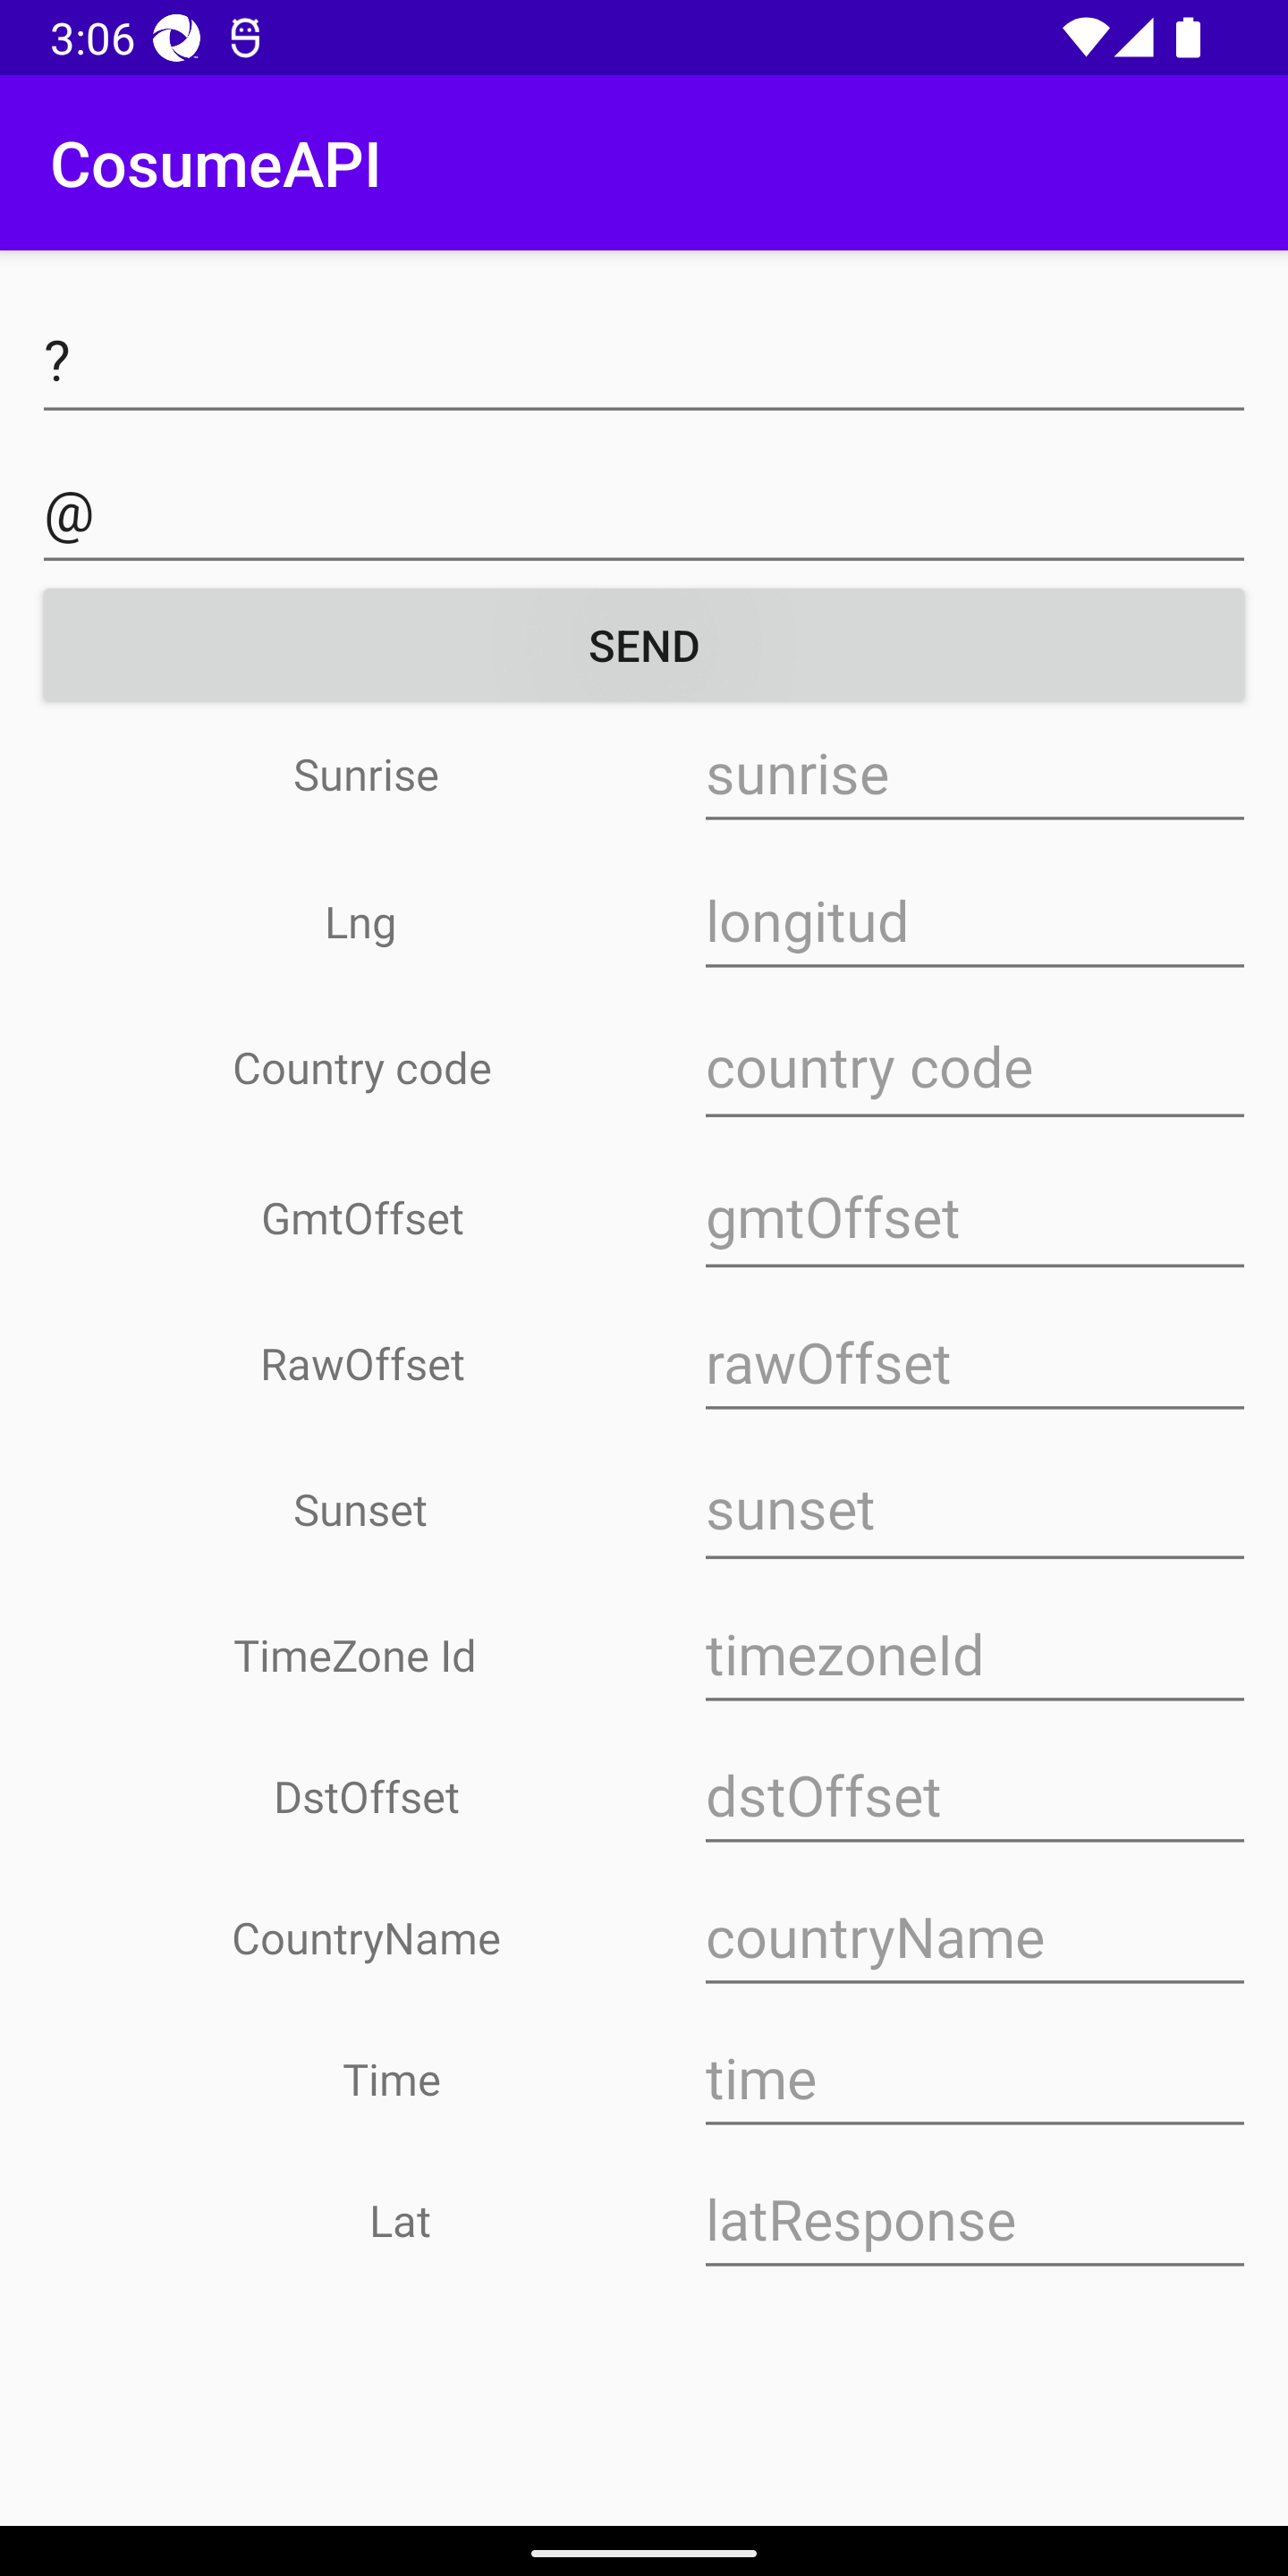 3:06
CosumeAPI
?
@
SEND
Sunrise sunrise
Lng longitud
Country code country code
GmtOffset gmtOffset
RawOffset rawOffset
Sunset sunset
TimeZone Id timezoneId
DstOffset dstOffset
CountryName countryName
Time time
Lat latResponse